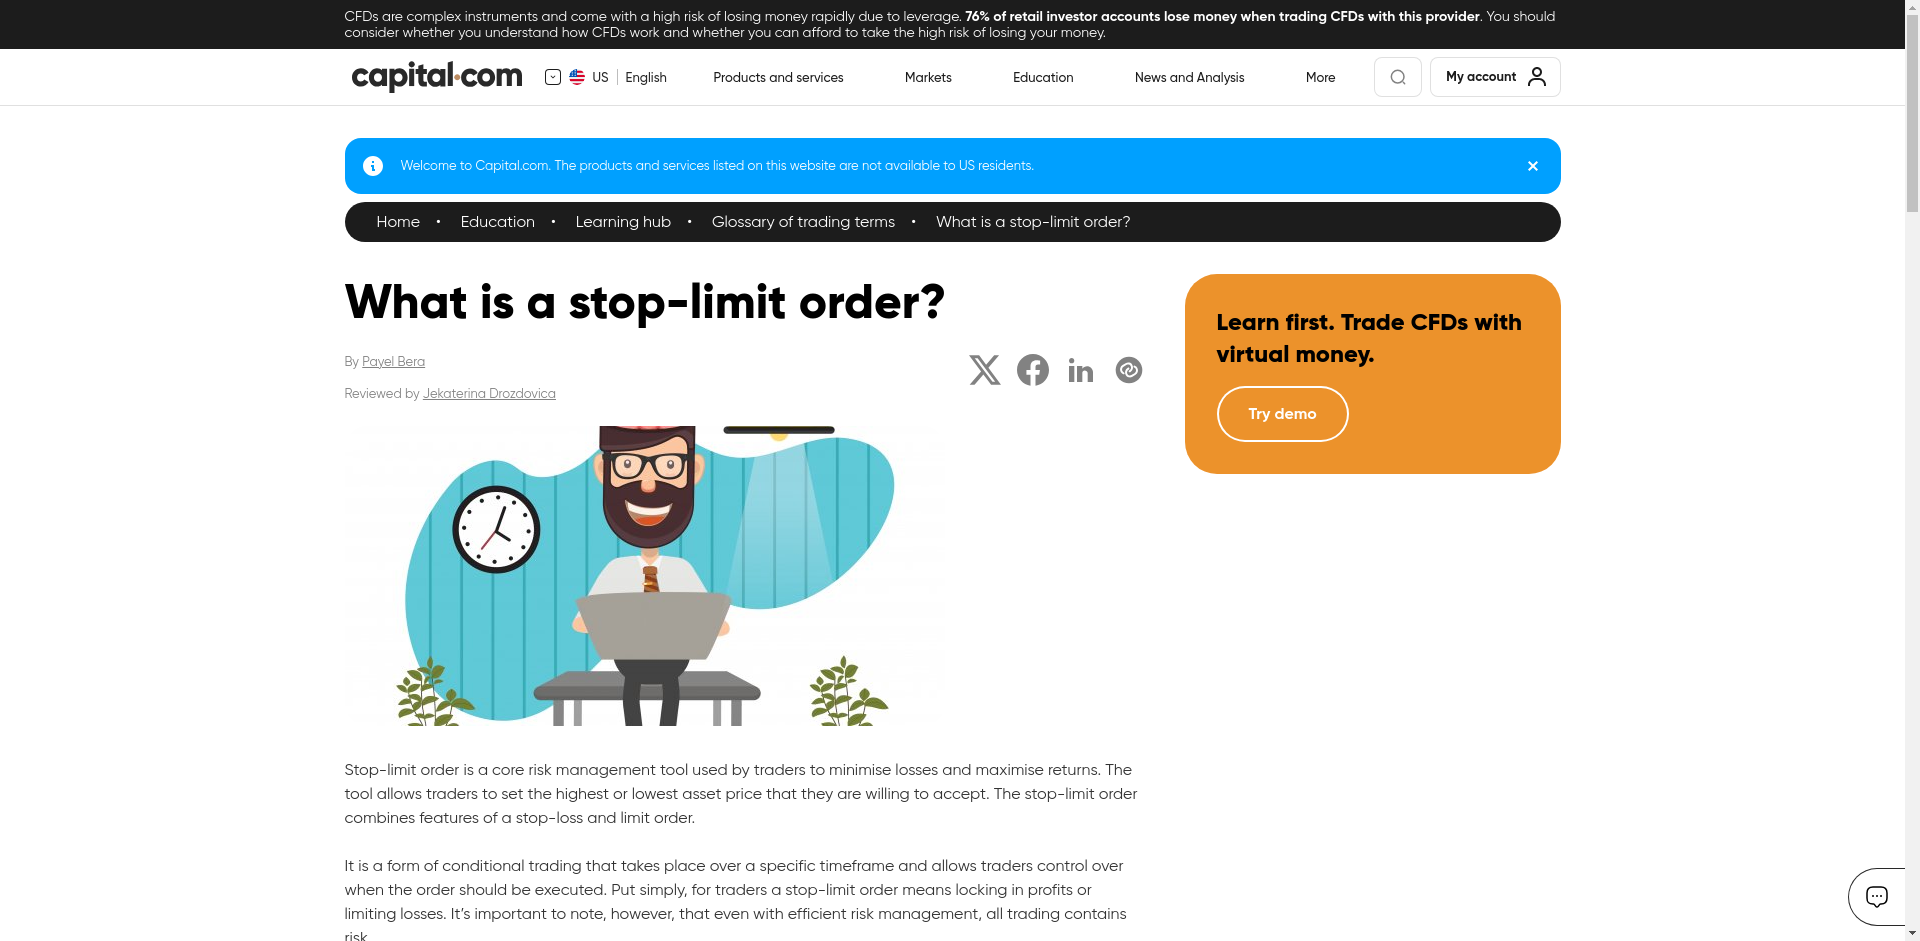 CFDs are complex instruments and come with a high risk of losing money rapidly due to leverage. 76% of retail investor accounts lose money when trading CFDs with this provider. You should
consider whether you understand how CFDs work and whether you can afford to take the high risk of losing your money.
capital.com
US
English
Products and services
Markets
Education
News and Analysis
More
My account
Welcome to Capital.com. The products and services listed on this website are not available to US residents.
Home • Education • Learning hub • Glossary of trading terms • What is a stop-limit order?
What is a stop-limit order?
By Payel Bera
Reviewed by Jekaterina Drozdovica
Learn first. Trade CFDs with
virtual money.
Try demo
Stop-limit order is a core risk management tool used by traders to minimise losses and maximise returns. The
tool allows traders to set the highest or lowest asset price that they are willing to accept. The stop-limit order
combines features of a stop-loss and limit order.
It is a form of conditional trading that takes place over a specific timeframe and allows traders control over
when the order should be executed. Put simply, for traders a stop-limit order means locking in profits or
limiting losses. It’s important to note, however, that even with efficient risk management, all trading contains
risk.